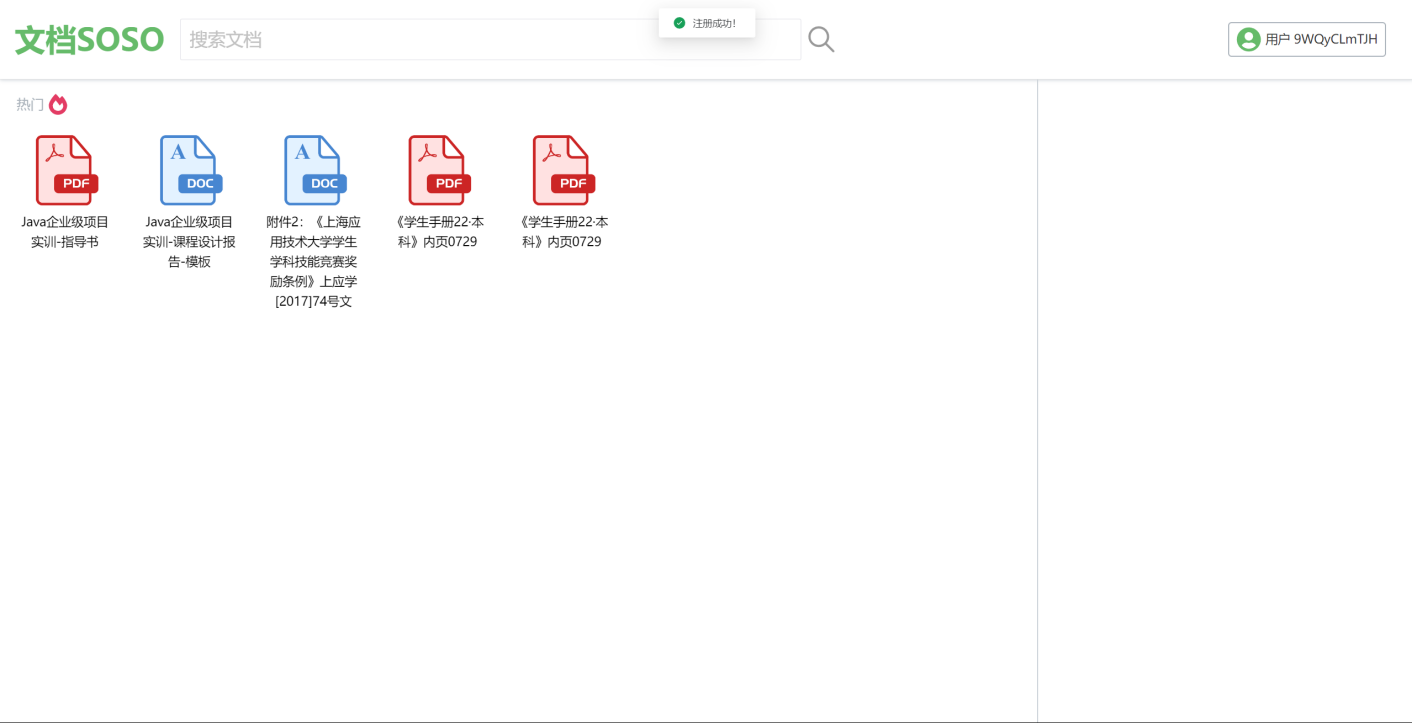 文档SOSO
搜索文档
注册成功！
用户 9WQyCLmTJH
热门
PDF
Java企业级项目
实训-指导书
A
DOC
Java企业级项目
实训-课程设计报
告-模板
A
DOC
附件2：《上海应
用技术大学学生
学科技能竞赛奖
励条例》上应学
[2017]74号文
PDF
《学生手册22·本
科》内页0729
PDF
《学生手册22·本
科》内页0729